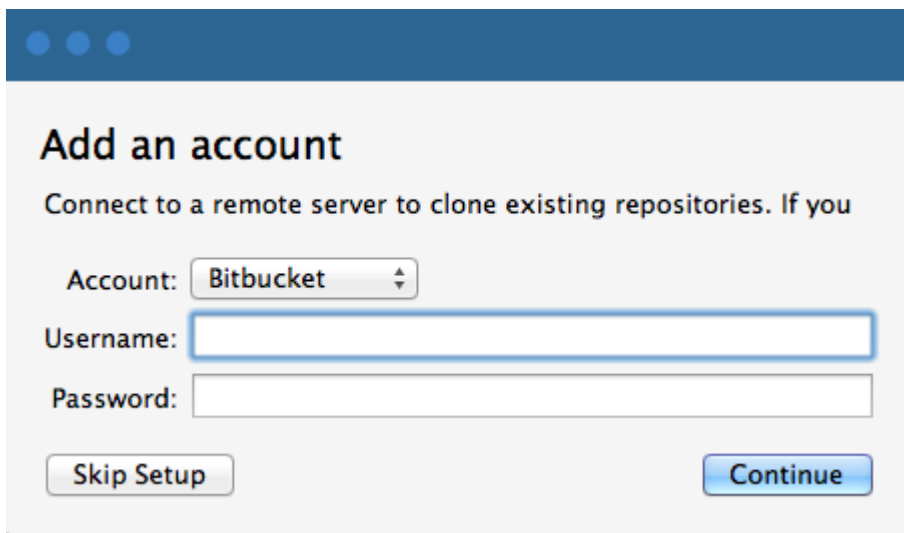 Add an account
Connect to a remote server to clone existing repositories. If you
Account: Bitbucket
Username:
Password:
Skip Setup Continue